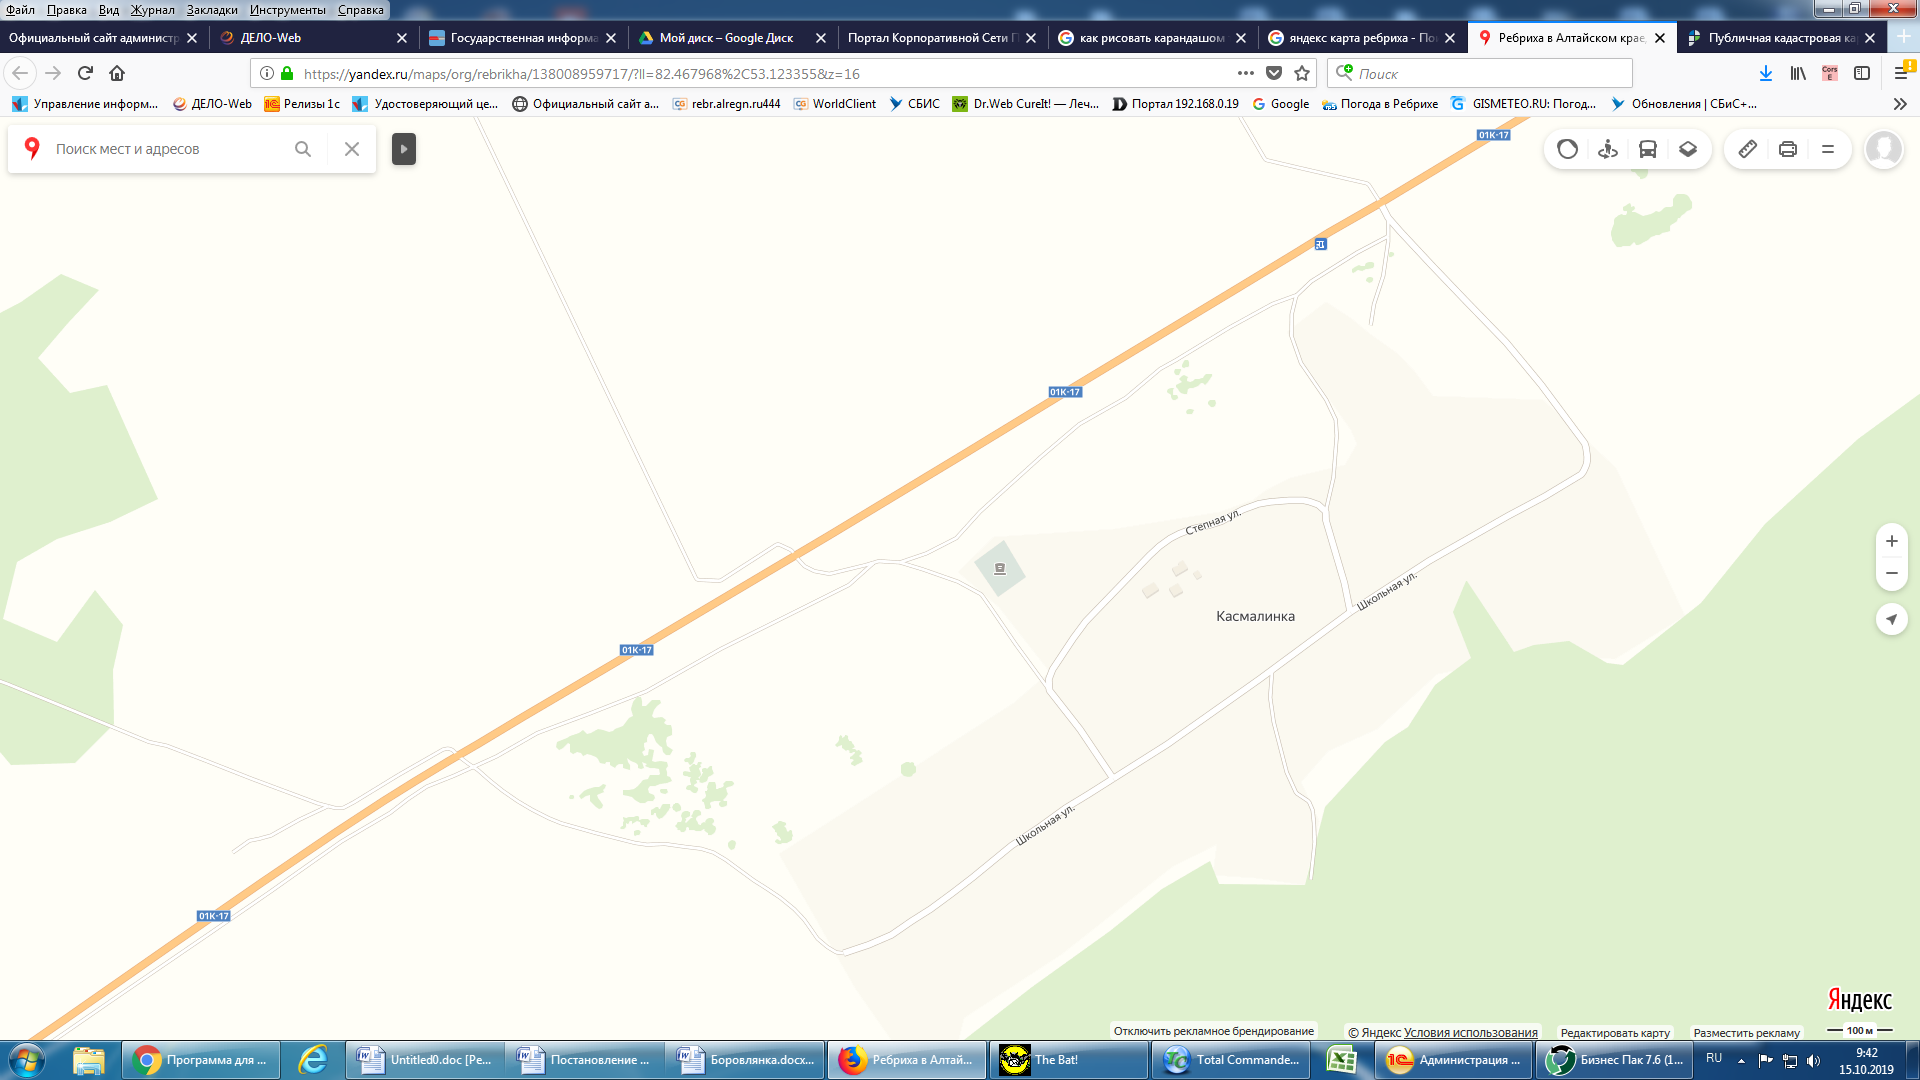 Файл Правка Вид Журнал Закладки Инструменты Справка
Официальный сайт администр ДЕЛО-Web Государственная информа Мой диск – Google Диск Портал Корпоративной Сети П как рисовать карандашом яндекс карта ребриха - По Ребриха в Алтайском крае, Публичная кадастровая ка
https://yandex.ru/maps/org/rebrikha/138008959717/?ll=82.467968%2C53.123355&z=16 Поиск
Управление информ... ДЕЛО-Web Релизы 1с Удостоверяющий це... Официальный сайт а... rebr.alregn.ru444 WorldClient СБИС Dr.Web CureIt! — Леч... Портал 192.168.0.19 Google Погода в Ребрихе GISMETEO.RU: Погод... Обновления | СБиС+...
Поиск мест и адресов
01К-17
01К-17
Степная ул.
Школьная ул.
Касмалинка
01К-17
Школьная ул.
01К-17
Яндекс
Отключить рекламное брендирование © Яндекс Условия использования Редактировать карту Разместить рекламу 100 м
Программа для ... Untitled0.doc [Ре... Постановление ... Боровлянка.docx... Ребриха в Алтай... The Bat! Total Commande... Администрация ... Бизнес Пак 7.6 (1... RU 9:42
15.10.2019